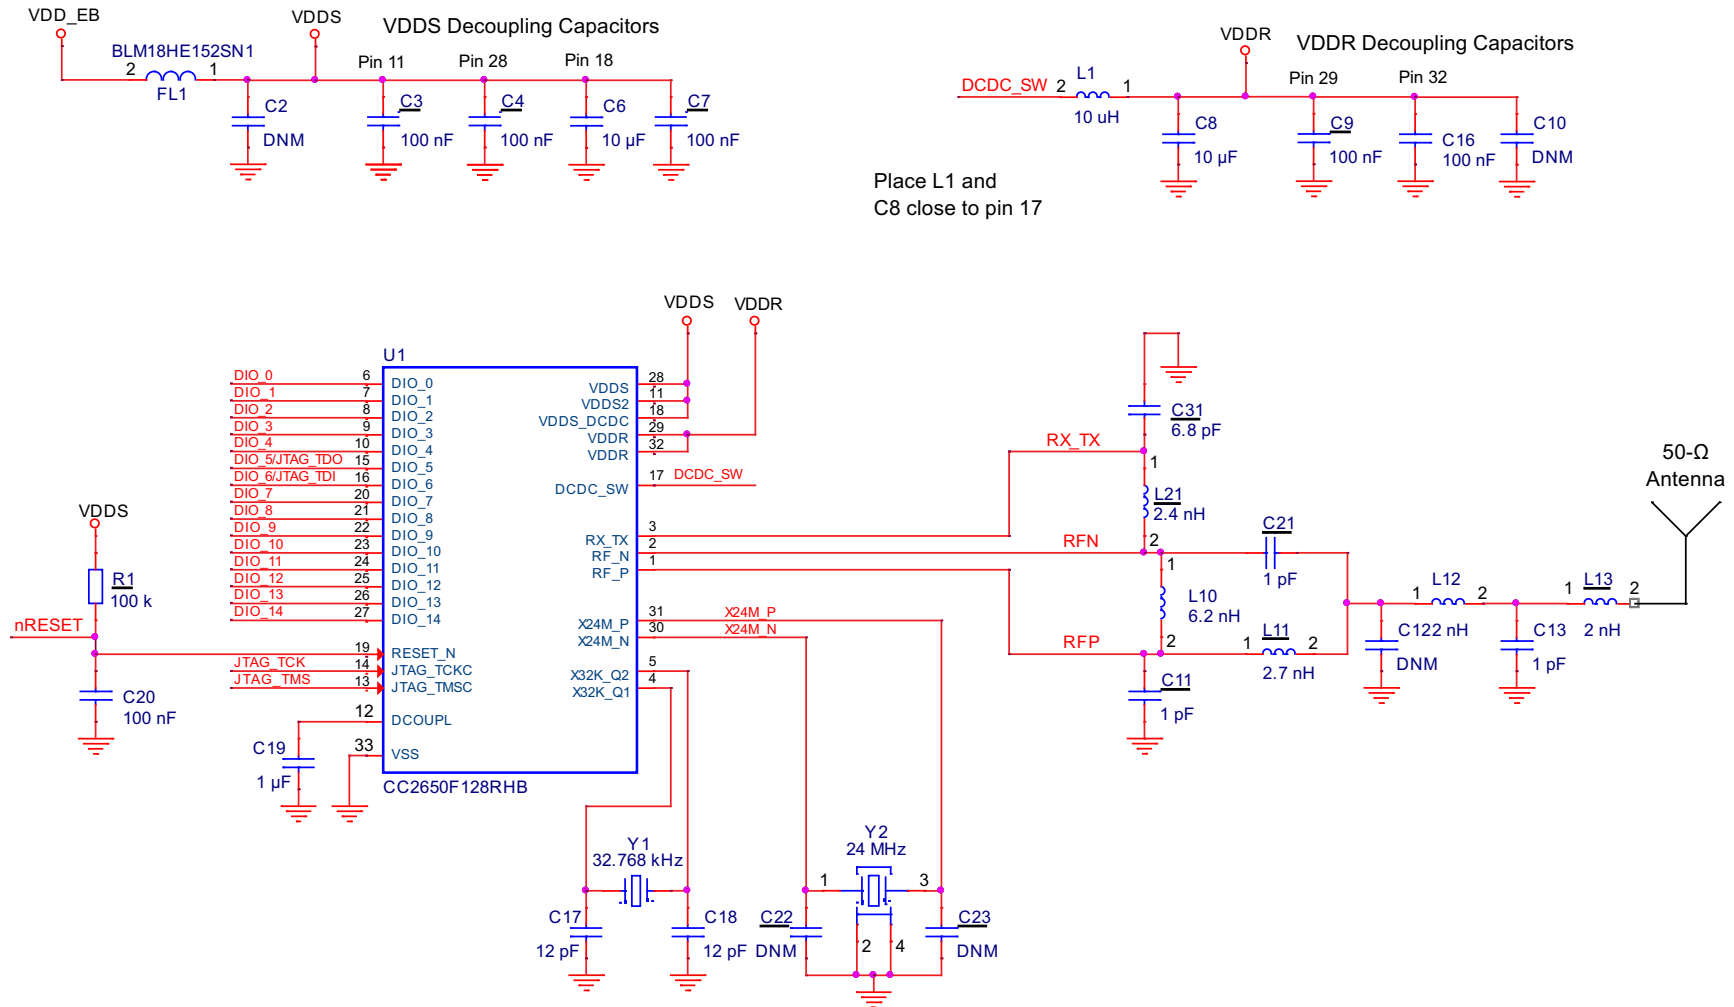 VDD_EB
VDDS
VDDS Decoupling Capacitors
BLM18HE152SN1
2
1
FL1
Pin 11
Pin 28
Pin 18
C2
DNM
C3
100 nF
C4
100 nF
C6
10 µF
C7
100 nF
VDDR
VDDR Decoupling Capacitors
DCDC_SW
2
L1
1
10 uH
Pin 29
Pin 32
C8
10 µF
C9
100 nF
C16
100 nF
C10
DNM
Place L1 and
C8 close to pin 17
VDDS
VDDR
U1
DIO_0 6 DIO_0
DIO_1 7 DIO_1
DIO_2 8 DIO_2
DIO_3 9 DIO_3
DIO_4 10 DIO_4
DIO_5/JTAG_TDO 15 DIO_5
DIO_6/JTAG_TDI 16 DIO_6
DIO_7 20 DIO_7
DIO_8 21 DIO_8
DIO_9 22 DIO_9
DIO_10 23 DIO_10
DIO_11 24 DIO_11
DIO_12 25 DIO_12
DIO_13 26 DIO_13
DIO_14 27 DIO_14
19 RESET_N
JTAG_TCK 14 JTAG_TCKC
JTAG_TMS 13 JTAG_TMSC
12 DCOUPL
33 VSS
CC2650F128RHB
VDDS 28
VDDS2 11
VDDS_DCDC 18
VDDR 29
VDDR 32
DCDC_SW 17 DCDC_SW
RX_TX 3
RF_N 2
RF_P 1
X24M_P 31 X24M_P
X24M_N 30 X24M_N
X32K_Q2 5
X32K_Q1 4
VDDS
R1
100 k
nRESET
C20
100 nF
C19
1 µF
Y1
32.768 kHz
C17
12 pF
C18
12 pF
Y2
24 MHz
1
3
2
4
C22
DNM
C23
DNM
C31
6.8 pF
RX_TX
1
L21
2.4 nH
2
RFN
C21
1 pF
1
L10
6.2 nH
2
RFP
1
L11
2
2.7 nH
C11
1 pF
1
L12
2
C122 nH
DNM
C13
1 pF
1
L13
2
2 nH
50-Ω
Antenna